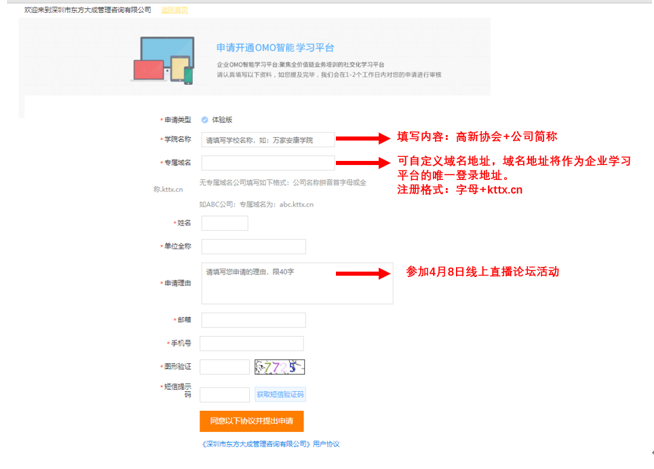 欢迎来到深圳市东方大成管理咨询有限公司 返回首页
申请开通OMO智能学习平台
企业OMO智能学习平台:聚焦全价值链业务培训的社交化学习平台
请认真填写以下资料，如您提及完毕，我们会在1-2个工作日内对您的申请进行审核
*申请类型 体验版
*学院名称 请填写学校名称，如：万家安康学院
填写内容：高新协会+公司简称
*专属域名
可自定义域名地址，域名地址将作为企业学习
平台的唯一登录地址。
注册格式：字母+kttx.cn
无专属域名公司填写如下格式：公司名称拼音首字母或全
称.kttx.cn
如ABC公司：专属域名为：abc.kttx.cn
*姓名
*单位全称
*申请理由 请填写您申请的理由，限40字
参加4月8日线上直播论坛活动
*邮箱
*手机号
*图形验证 7725
*短信提示
码
获取短信验证码
同意以下协议并提出申请
《深圳市东方大成管理咨询有限公司》用户协议